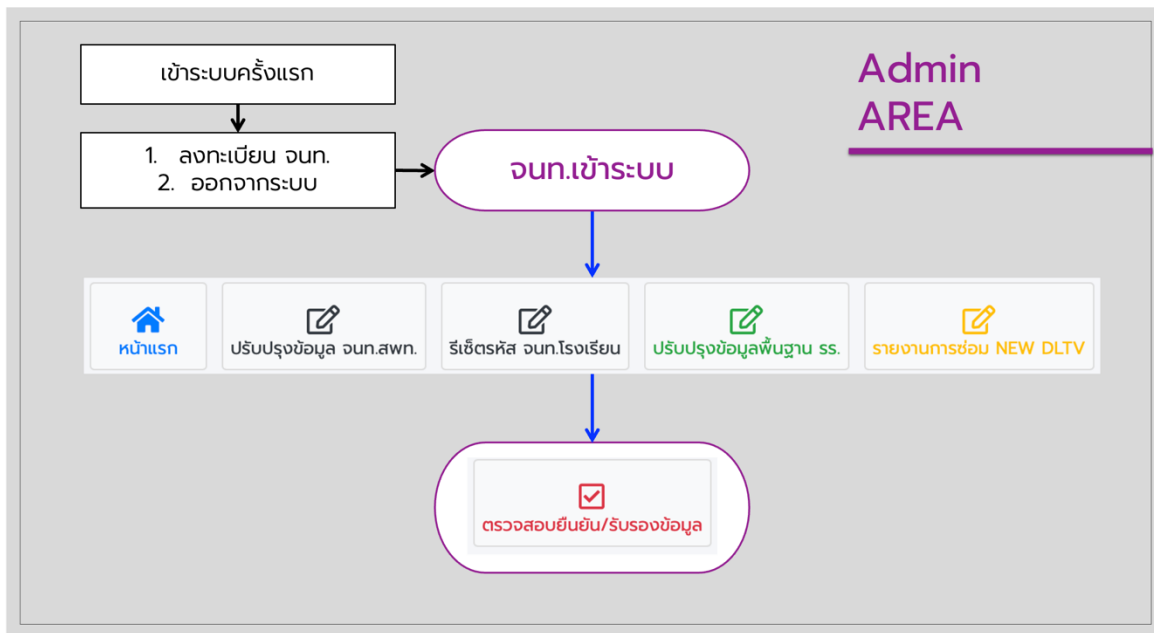 Admin
AREA
เข้าระบบครั้งแรก
1. ลงทะเบียน จนท.
2. ออกจากระบบ
จนท.เข้าระบบ
หน้าแรก
ปรับปรุงข้อมูล จนท.สพท.
รีเซ็ตรหัส จนท.โรงเรียน
ปรับปรุงข้อมูลพื้นฐาน รร.
รายงานการซ่อม NEW DLTV
ตรวจสอบยืนยัน/รับรองข้อมูล